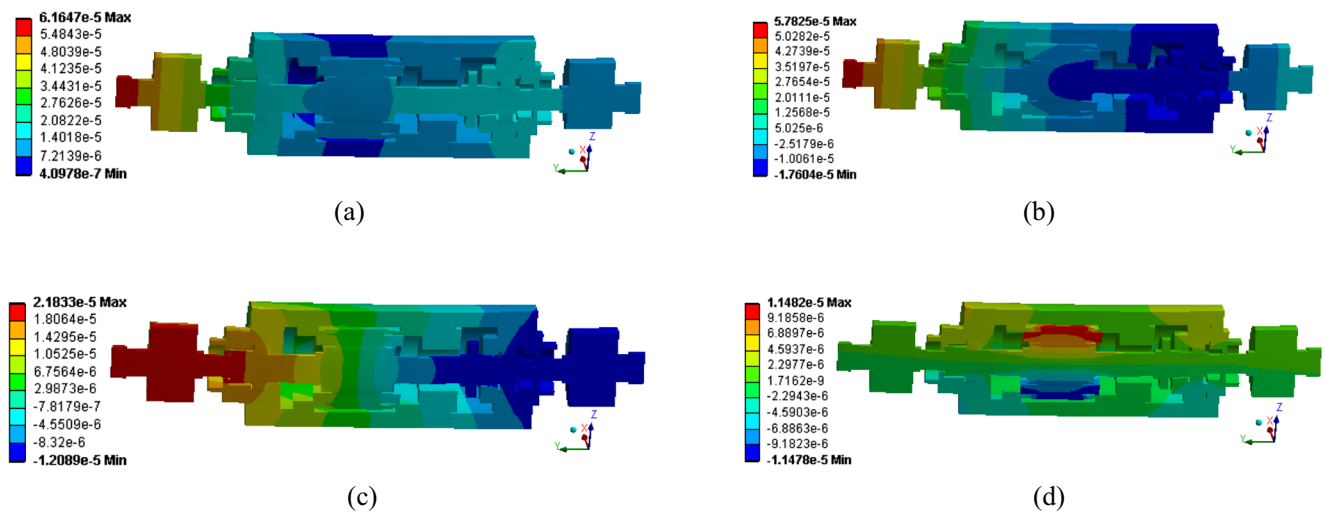 6.1647e-5 Max
5.4843e-5
4.8039e-5
4.1235e-5
3.4431e-5
2.7626e-5
2.0822e-5
1.4018e-5
7.2139e-6
4.0978e-7 Min
Z
X
Y
(a)
5.7825e-5 Max
5.0282e-5
4.2739e-5
3.5197e-5
2.7654e-5
2.0111e-5
1.2568e-5
5.025e-6
-2.5179e-6
-1.0061e-5
-1.7604e-5 Min
Z
X
Y
(b)
2.1833e-5 Max
1.8064e-5
1.4295e-5
1.0525e-5
6.7564e-6
2.9873e-6
-7.8179e-7
-4.5509e-6
-8.32e-6
-1.2089e-5 Min
Z
X
Y
(c)
1.1482e-5 Max
9.1858e-6
6.8897e-6
4.5937e-6
2.2977e-6
1.7162e-9
-2.2943e-6
-4.5903e-6
-6.8863e-6
-9.1823e-6
-1.1478e-5 Min
Z
X
Y
(d)